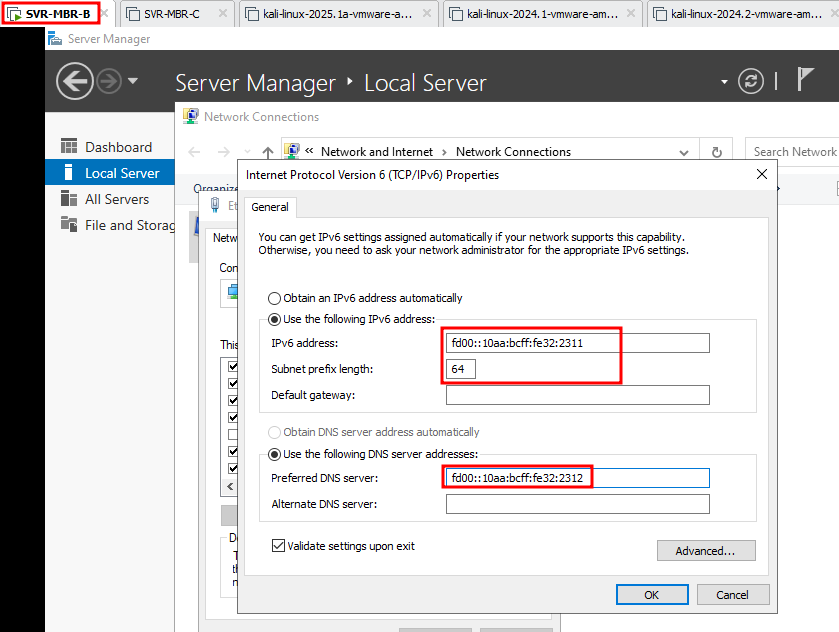 SVR-MBR-B
SVR-MBR-C
kali-linux-2025.1a-vmware-a...
kali-linux-2024.1-vmware-am...
kali-linux-2024.2-vmware-am...
Server Manager
Server Manager ‣ Local Server
Network Connections
Dashboard
Local Server
All Servers
File and Storag
« Network and Internet › Network Connections
Search Network
Organize
Internet Protocol Version 6 (TCP/IPv6) Properties
General
You can get IPv6 settings assigned automatically if your network supports this capability.
Otherwise, you need to ask your network administrator for the appropriate IPv6 settings.
Obtain an IPv6 address automatically
Use the following IPv6 address:
IPv6 address:
fd00::10aa:bcff:fe32:2311
Subnet prefix length:
64
Default gateway:
Obtain DNS server address automatically
Use the following DNS server addresses:
Preferred DNS server:
fd00::10aa:bcff:fe32:2312
Alternate DNS server:
Validate settings upon exit
Advanced...
OK
Cancel
Et
Netw
Con
This